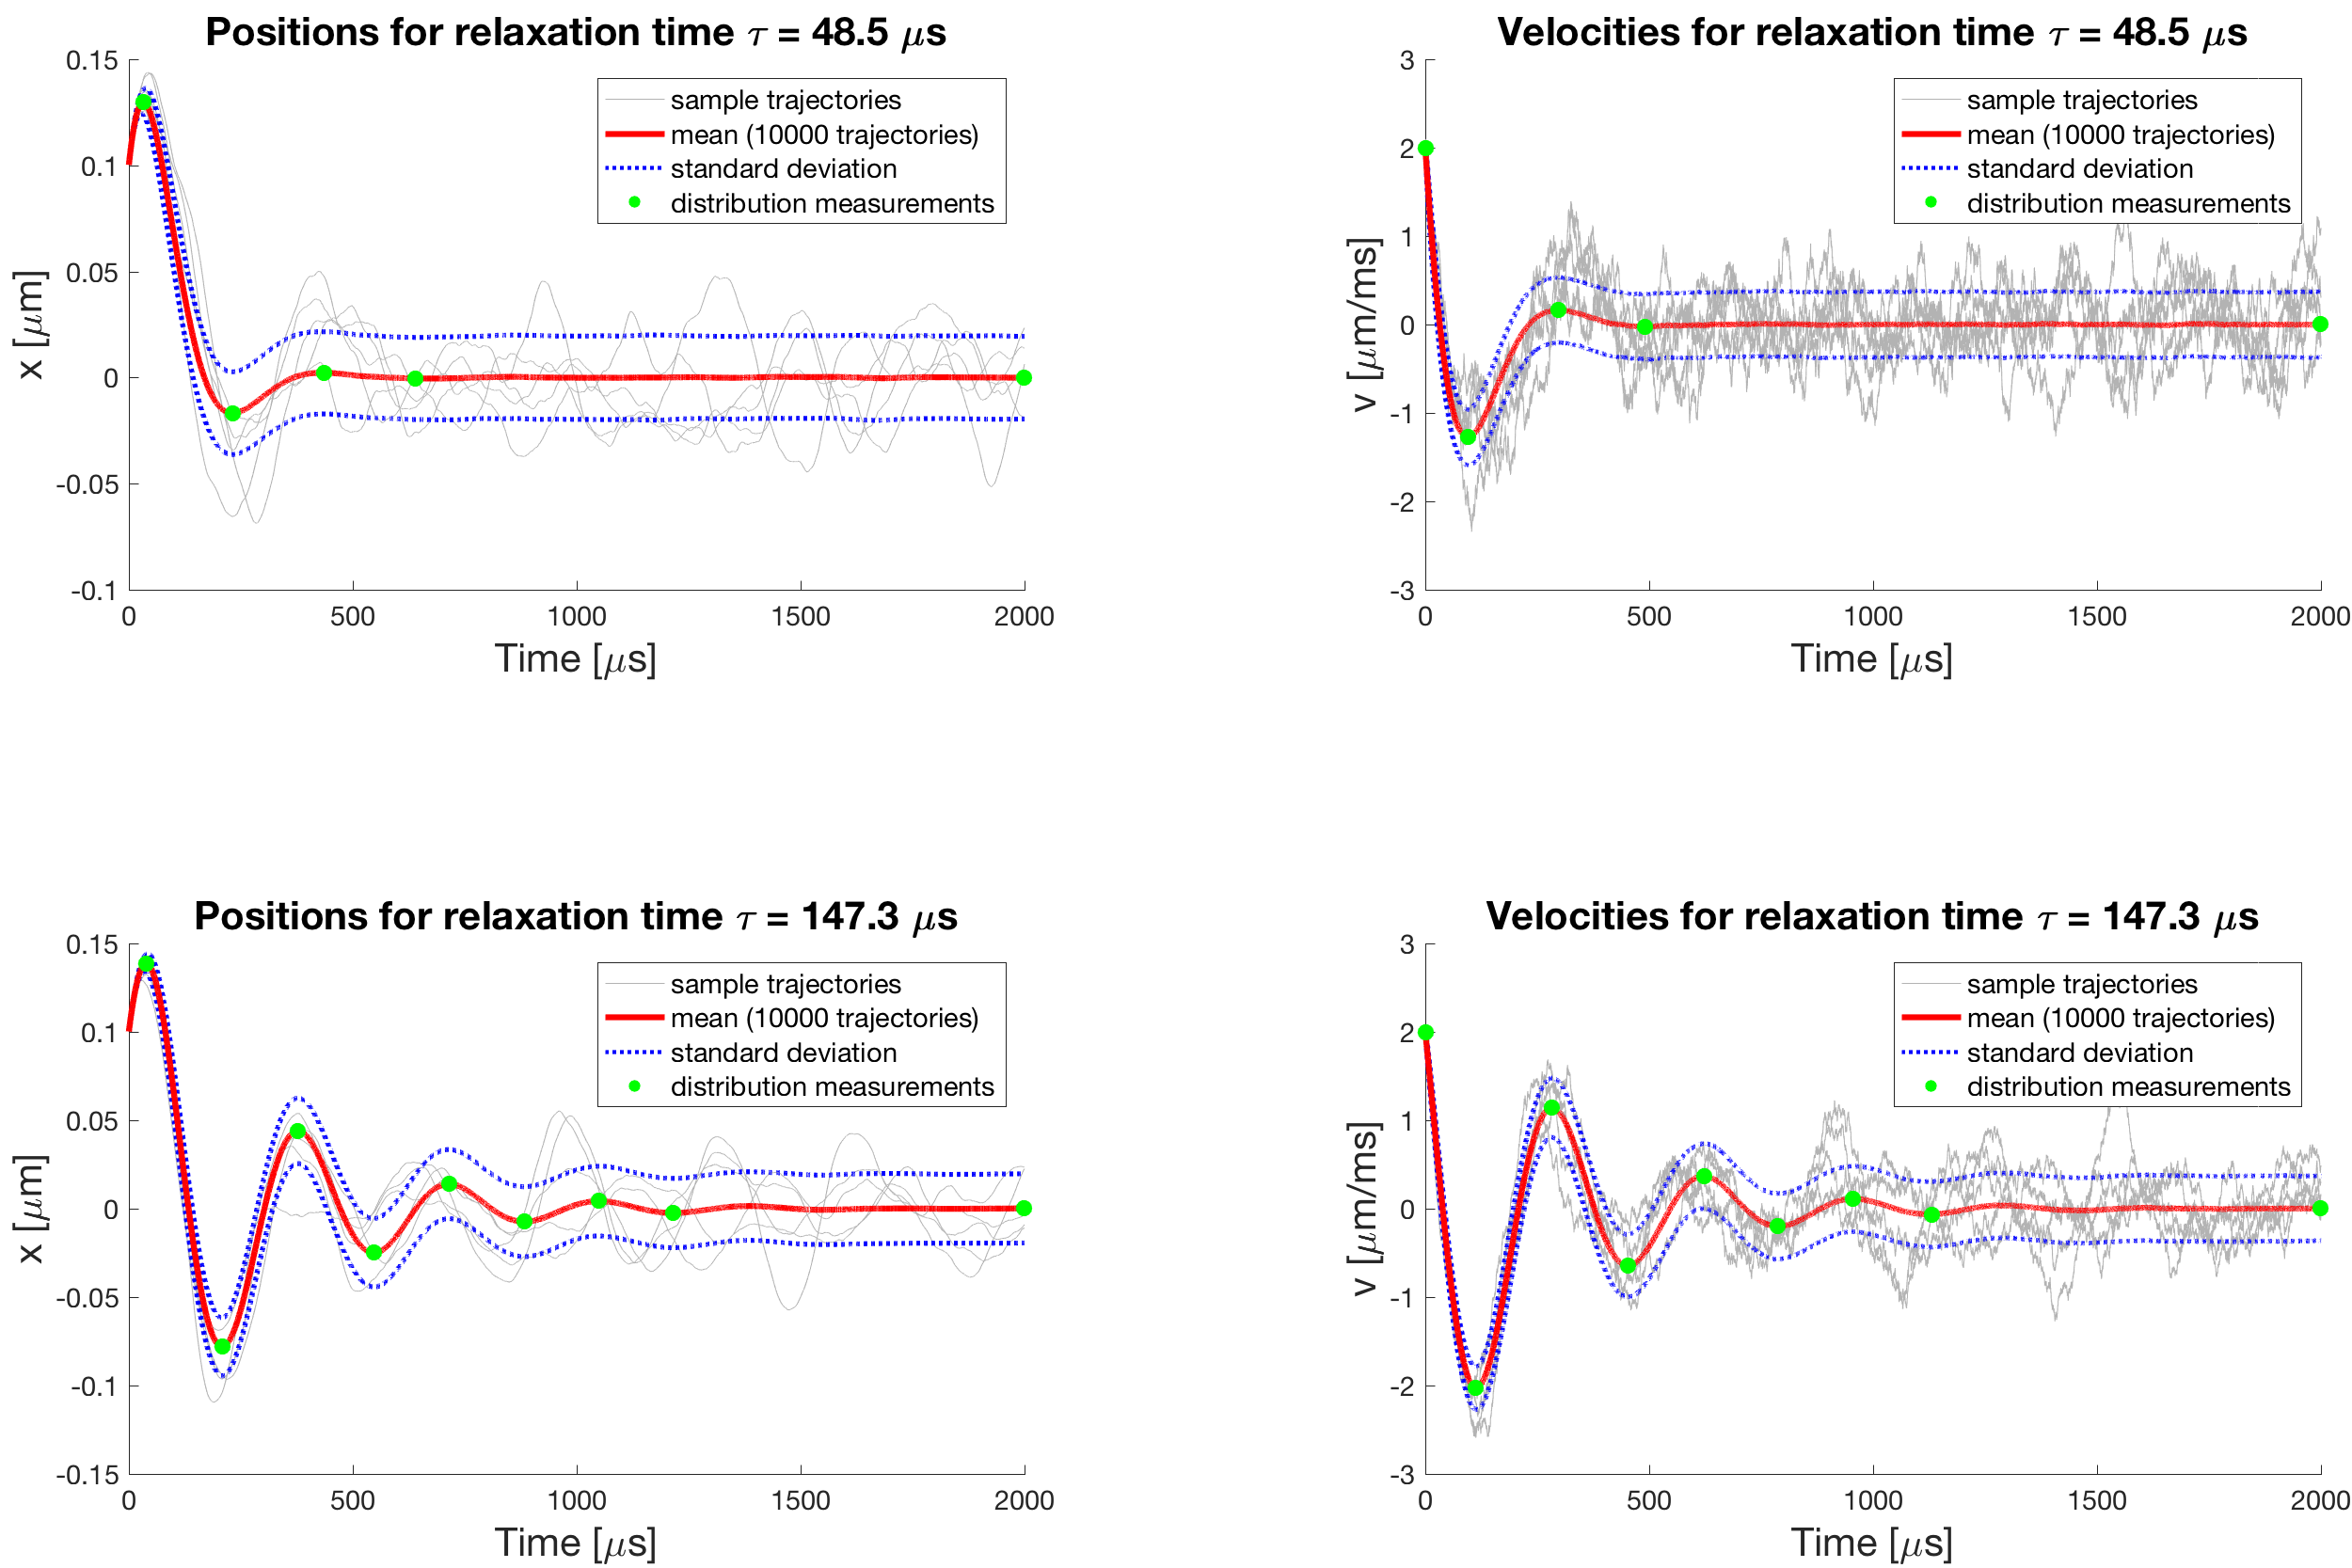 Positions for relaxation time τ = 48.5 μs
0.15
0.1
0.05
0
-0.05
-0.1
x [μm]
0 500 1000 1500 2000
Time [μs]
sample trajectories
mean (10000 trajectories)
standard deviation
distribution measurements
Velocities for relaxation time τ = 48.5 μs
3
2
1
0
-1
-2
-3
v [μm/ms]
0 500 1000 1500 2000
Time [μs]
sample trajectories
mean (10000 trajectories)
standard deviation
distribution measurements
Positions for relaxation time τ = 147.3 μs
0.15
0.1
0.05
0
-0.05
-0.1
-0.15
x [μm]
0 500 1000 1500 2000
Time [μs]
sample trajectories
mean (10000 trajectories)
standard deviation
distribution measurements
Velocities for relaxation time τ = 147.3 μs
3
2
1
0
-1
-2
-3
v [μm/ms]
0 500 1000 1500 2000
Time [μs]
sample trajectories
mean (10000 trajectories)
standard deviation
distribution measurements